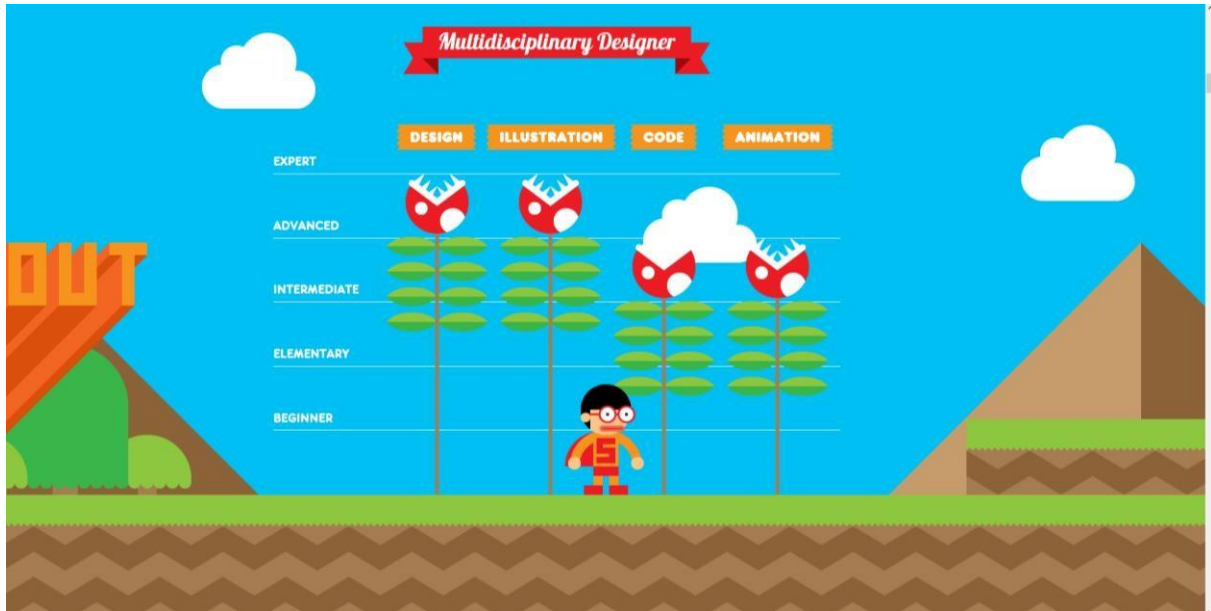 Multidisciplinary Designer
DESIGN ILLUSTRATION CODE ANIMATION
EXPERT
ADVANCED
INTERMEDIATE
ELEMENTARY
BEGINNER
OUT
S